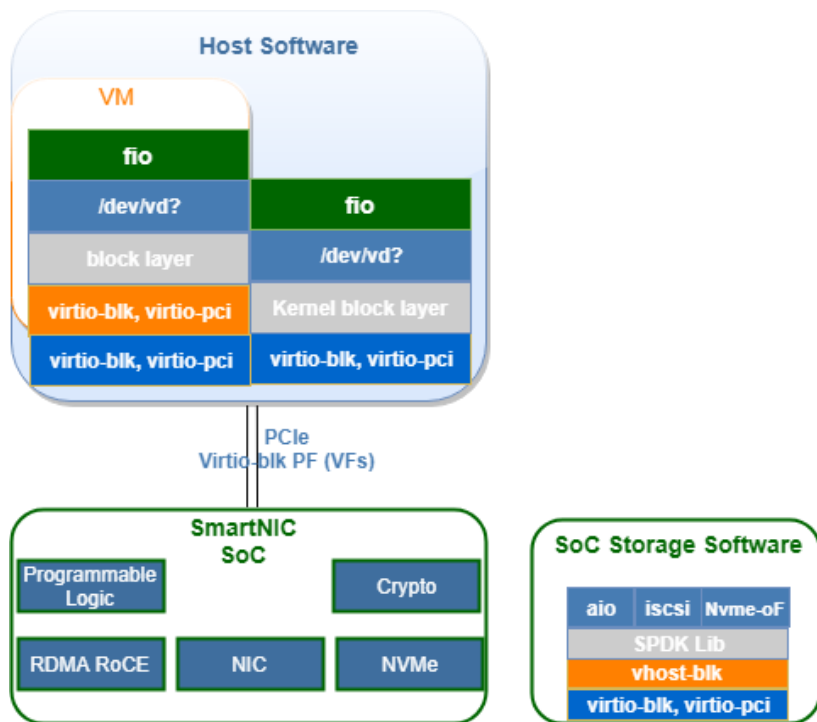 Host Software
VM
fio
/dev/vd?
block layer
virtio-blk, virtio-pci
virtio-blk, virtio-pci
fio
/dev/vd?
Kernel block layer
virtio-blk, virtio-pci
PCIe
Virtio-blk PF (VFs)
SmartNIC
SoC
Programmable
Logic
Crypto
RDMA RoCE
NIC
NVMe
SoC Storage Software
aio
iscsi
Nvme-oF
SPDK Lib
vhost-blk
virtio-blk, virtio-pci